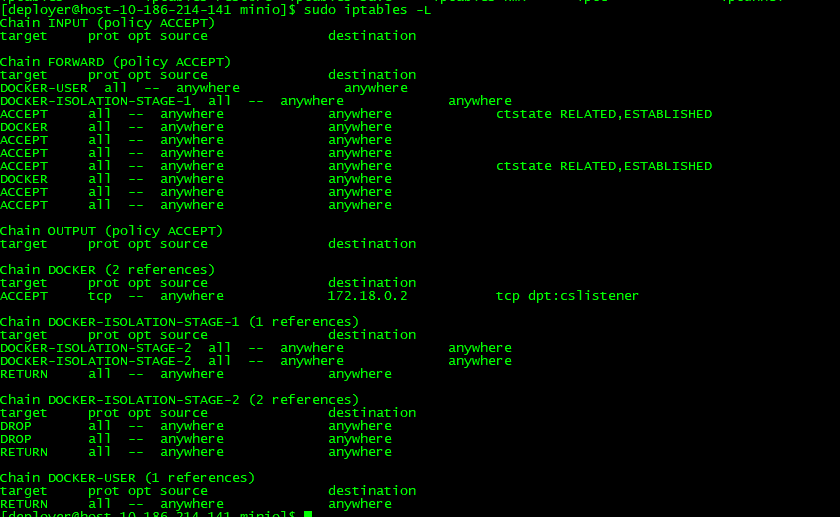 [deployer@host-10-186-214-141 minio]$ sudo iptables -L
Chain INPUT (policy ACCEPT)
target     prot opt source               destination

Chain FORWARD (policy ACCEPT)
target     prot opt source               destination
DOCKER-USER  all  --  anywhere             anywhere
DOCKER-ISOLATION-STAGE-1  all  --  anywhere             anywhere
ACCEPT     all  --  anywhere             anywhere             ctstate RELATED,ESTABLISHED
DOCKER     all  --  anywhere             anywhere
ACCEPT     all  --  anywhere             anywhere
ACCEPT     all  --  anywhere             anywhere
ACCEPT     all  --  anywhere             anywhere             ctstate RELATED,ESTABLISHED
DOCKER     all  --  anywhere             anywhere
ACCEPT     all  --  anywhere             anywhere
ACCEPT     all  --  anywhere             anywhere

Chain OUTPUT (policy ACCEPT)
target     prot opt source               destination

Chain DOCKER (2 references)
target     prot opt source               destination
ACCEPT     tcp  --  anywhere             172.18.0.2           tcp dpt:cslistener

Chain DOCKER-ISOLATION-STAGE-1 (1 references)
target     prot opt source               destination
DOCKER-ISOLATION-STAGE-2  all  --  anywhere             anywhere
DOCKER-ISOLATION-STAGE-2  all  --  anywhere             anywhere
RETURN     all  --  anywhere             anywhere

Chain DOCKER-ISOLATION-STAGE-2 (2 references)
target     prot opt source               destination
DROP       all  --  anywhere             anywhere
DROP       all  --  anywhere             anywhere
RETURN     all  --  anywhere             anywhere

Chain DOCKER-USER (1 references)
target     prot opt source               destination
RETURN     all  --  anywhere             anywhere
[deployer@host-10-186-214-141 minio]$